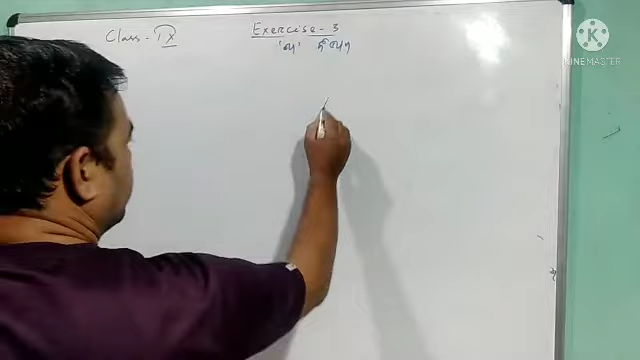 Class - IX
Exercise - 3
'ଖ' ବିଭାଗ
KINEMASTER